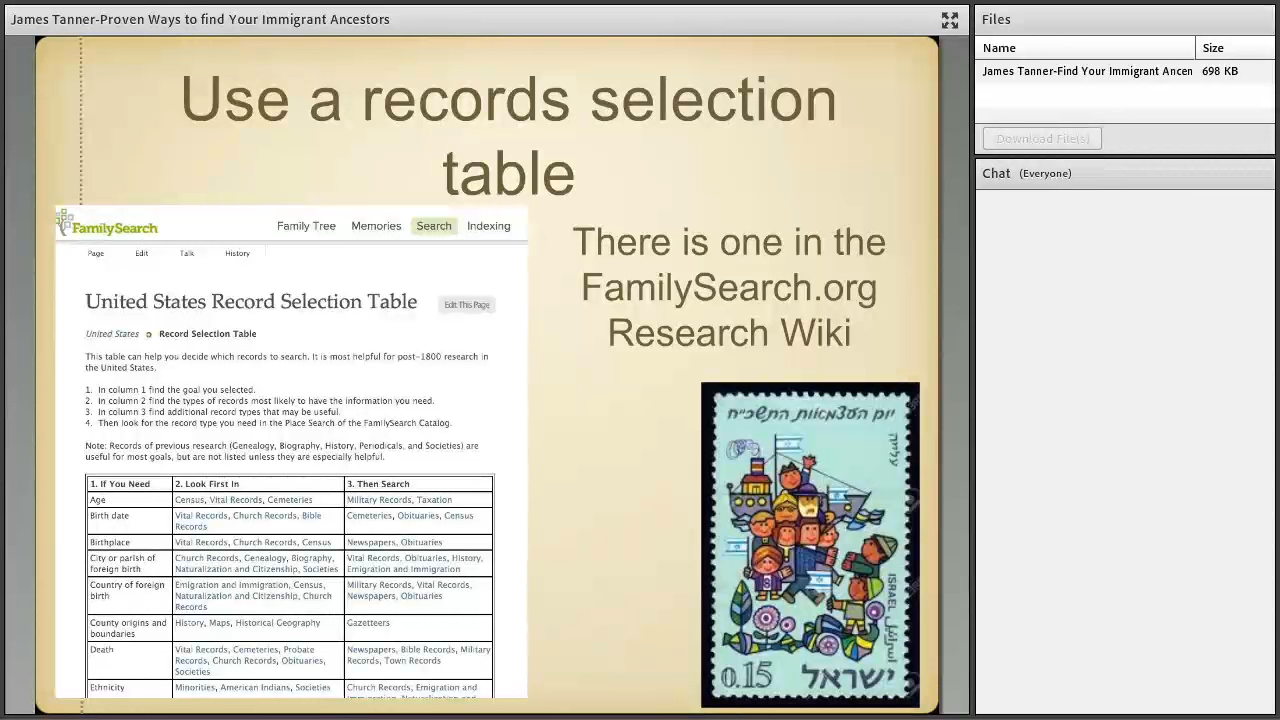 James Tanner-Proven Ways to find Your Immigrant Ancestors
Use a records selection
table
FamilySearch
Family Tree Memories Search Indexing
Page Edit Talk History
United States Record Selection Table
Edit This Page
United States Record Selection Table
This table can help you decide which records to search. It is most helpful for post-1800 research in
the United States.
1. In column 1 find the goal you selected.
2. In column 2 find the types of records most likely to have the information you need.
3. In column 3 find additional record types that may be useful.
4. Then look for the record type you need in the Place Search of the FamilySearch Catalog.
Note: Records of previous research (Genealogy, Biography, History, Periodicals, and Societies) are
useful for most goals, but are not listed unless they are especially helpful.
1. If You Need 2. Look First In 3. Then Search
Age Census, Vital Records, Cemeteries Military Records, Taxation
Birth date Vital Records, Church Records, Bible Cemeteries, Obituaries, Census
Records
Birthplace Vital Records, Church Records, Census Newspapers, Obituaries
City or parish of Church Records, Genealogy, Biography, Vital Records, Obituaries, History,
foreign birth Naturalization and Citizenship, Societies Emigration and Immigration
Country of foreign Emigration and Immigration, Census, Military Records, Vital Records,
birth Naturalization and Citizenship, Church Newspapers, Obituaries
Records
County origins and History, Maps, Historical Geography Gazetteers
boundaries
Death Vital Records, Cemeteries, Probate Newspapers, Bible Records, Military
Records, Church Records, Obituaries, Records, Town Records
Societies
Ethnicity Minorities, American Indians, Societies Church Records, Emigration and
There is one in the
FamilySearch.org
Research Wiki
יום העצמאות התשכ״ח
עליה
ISRAEL اسرائيل
0.15 ישראל
Files
Name Size
James Tanner-Find Your Immigrant Ancen 698 KB
Download File(s)
Chat (Everyone)